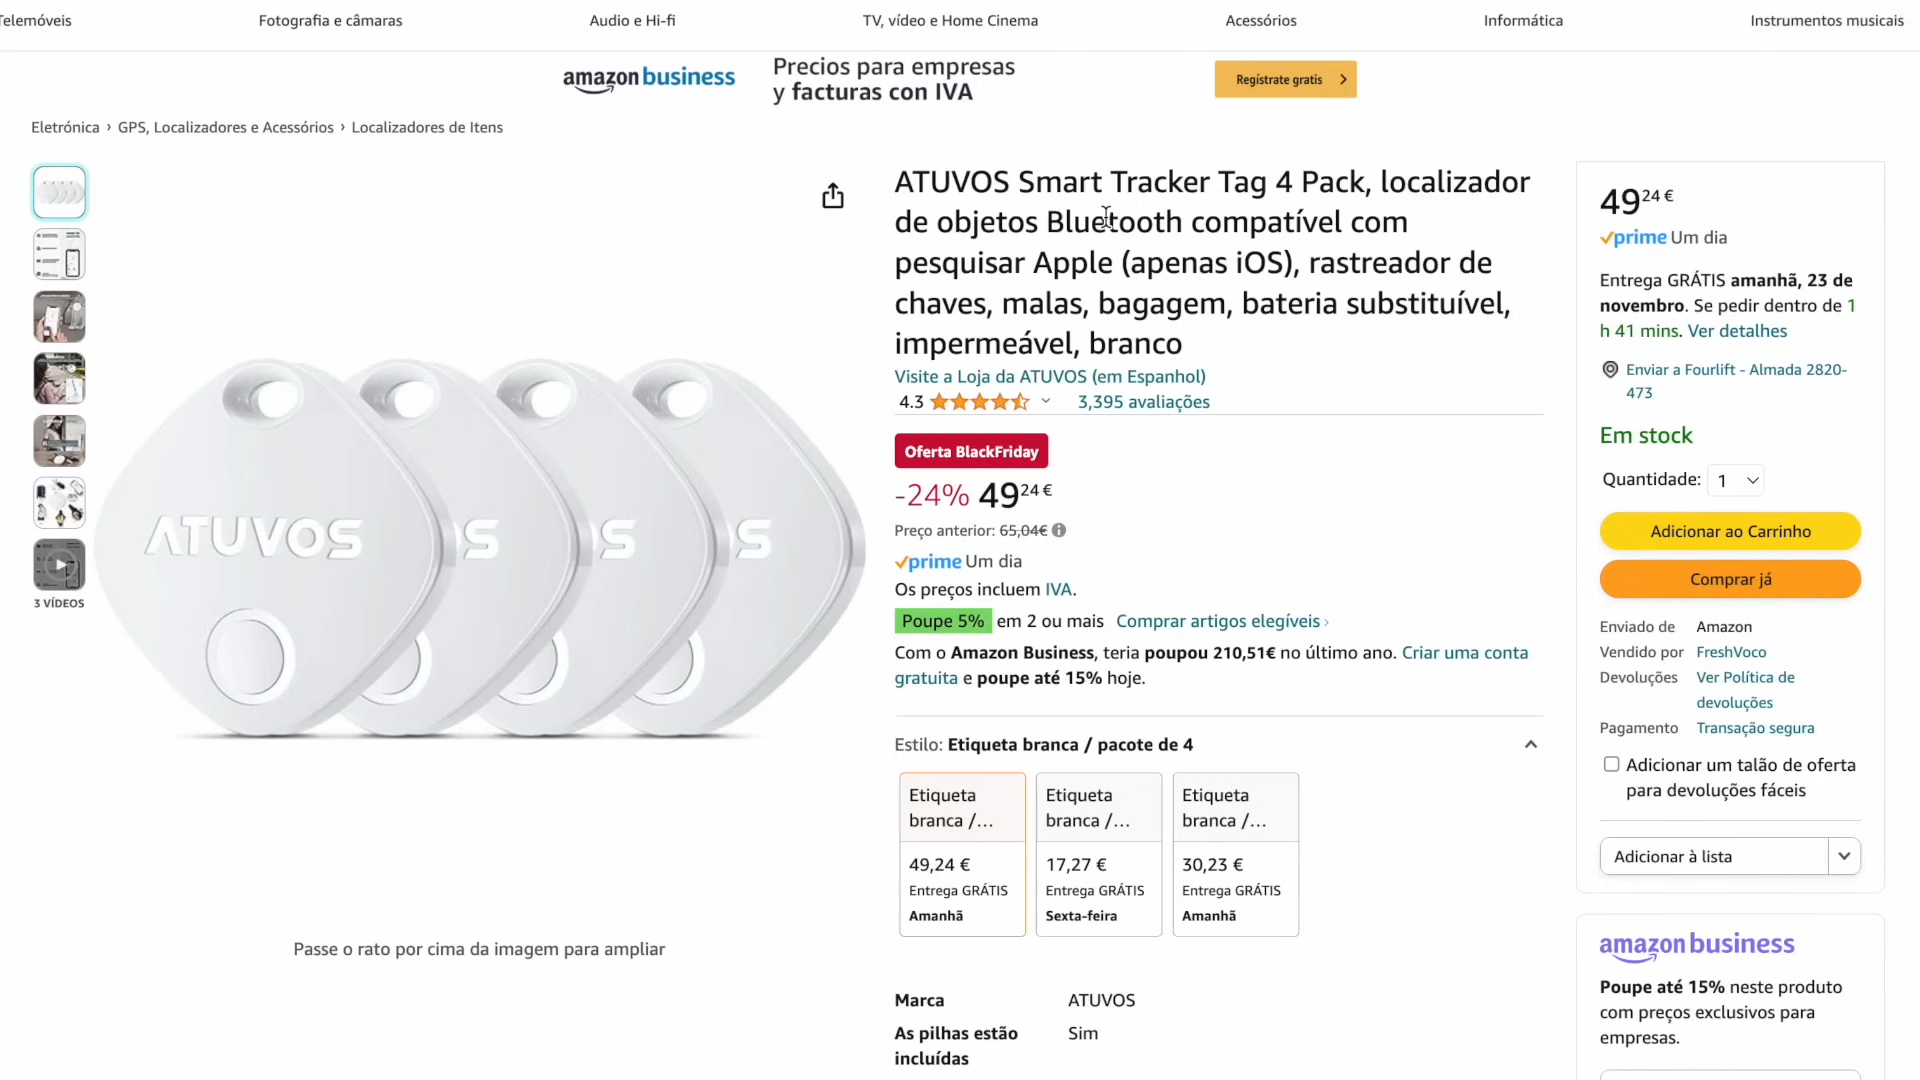 Telemóveis
Fotografia e câmaras
Audio e Hi-fi
TV, vídeo e Home Cinema
Acessórios
Informática
Instrumentos musicais
amazon business
Precios para empresas
y facturas con IVA
Regístrate gratis
Eletrónica › GPS, Localizadores e Acessórios › Localizadores de Itens
ATUVOS
S
S
S
3 VÍDEOS
Passe o rato por cima da imagem para ampliar
ATUVOS Smart Tracker Tag 4 Pack, localizador
de objetos Bluetooth compatível com
pesquisar Apple (apenas iOS), rastreador de
chaves, malas, bagagem, bateria substituível,
impermeável, branco
Visite a Loja da ATUVOS (em Espanhol)
4.3
3,395 avaliações
Oferta BlackFriday
-24% 49 24 €
Preço anterior: 65,04€
prime Um dia
Os preços incluem IVA.
Poupe 5% em 2 ou mais Comprar artigos elegíveis ›
Com o Amazon Business, teria poupou 210,51€ no último ano. Criar uma conta
gratuita e poupe até 15% hoje.
Estilo: Etiqueta branca / pacote de 4
Etiqueta
branca /...
49,24 €
Entrega GRÁTIS
Amanhã
Etiqueta
branca /...
17,27 €
Entrega GRÁTIS
Sexta-feira
Etiqueta
branca /...
30,23 €
Entrega GRÁTIS
Amanhã
Marca ATUVOS
As pilhas estão Sim
incluídas
49 24 €
prime Um dia
Entrega GRÁTIS amanhã, 23 de
novembro. Se pedir dentro de 1
h 41 mins. Ver detalhes
Enviar a Fourlift - Almada 2820-
473
Em stock
Quantidade: 1
Adicionar ao Carrinho
Comprar já
Enviado de Amazon
Vendido por FreshVoco
Devoluções Ver Política de
devoluções
Pagamento Transação segura
Adicionar um talão de oferta
para devoluções fáceis
Adicionar à lista
amazon business
Poupe até 15% neste produto
com preços exclusivos para
empresas.